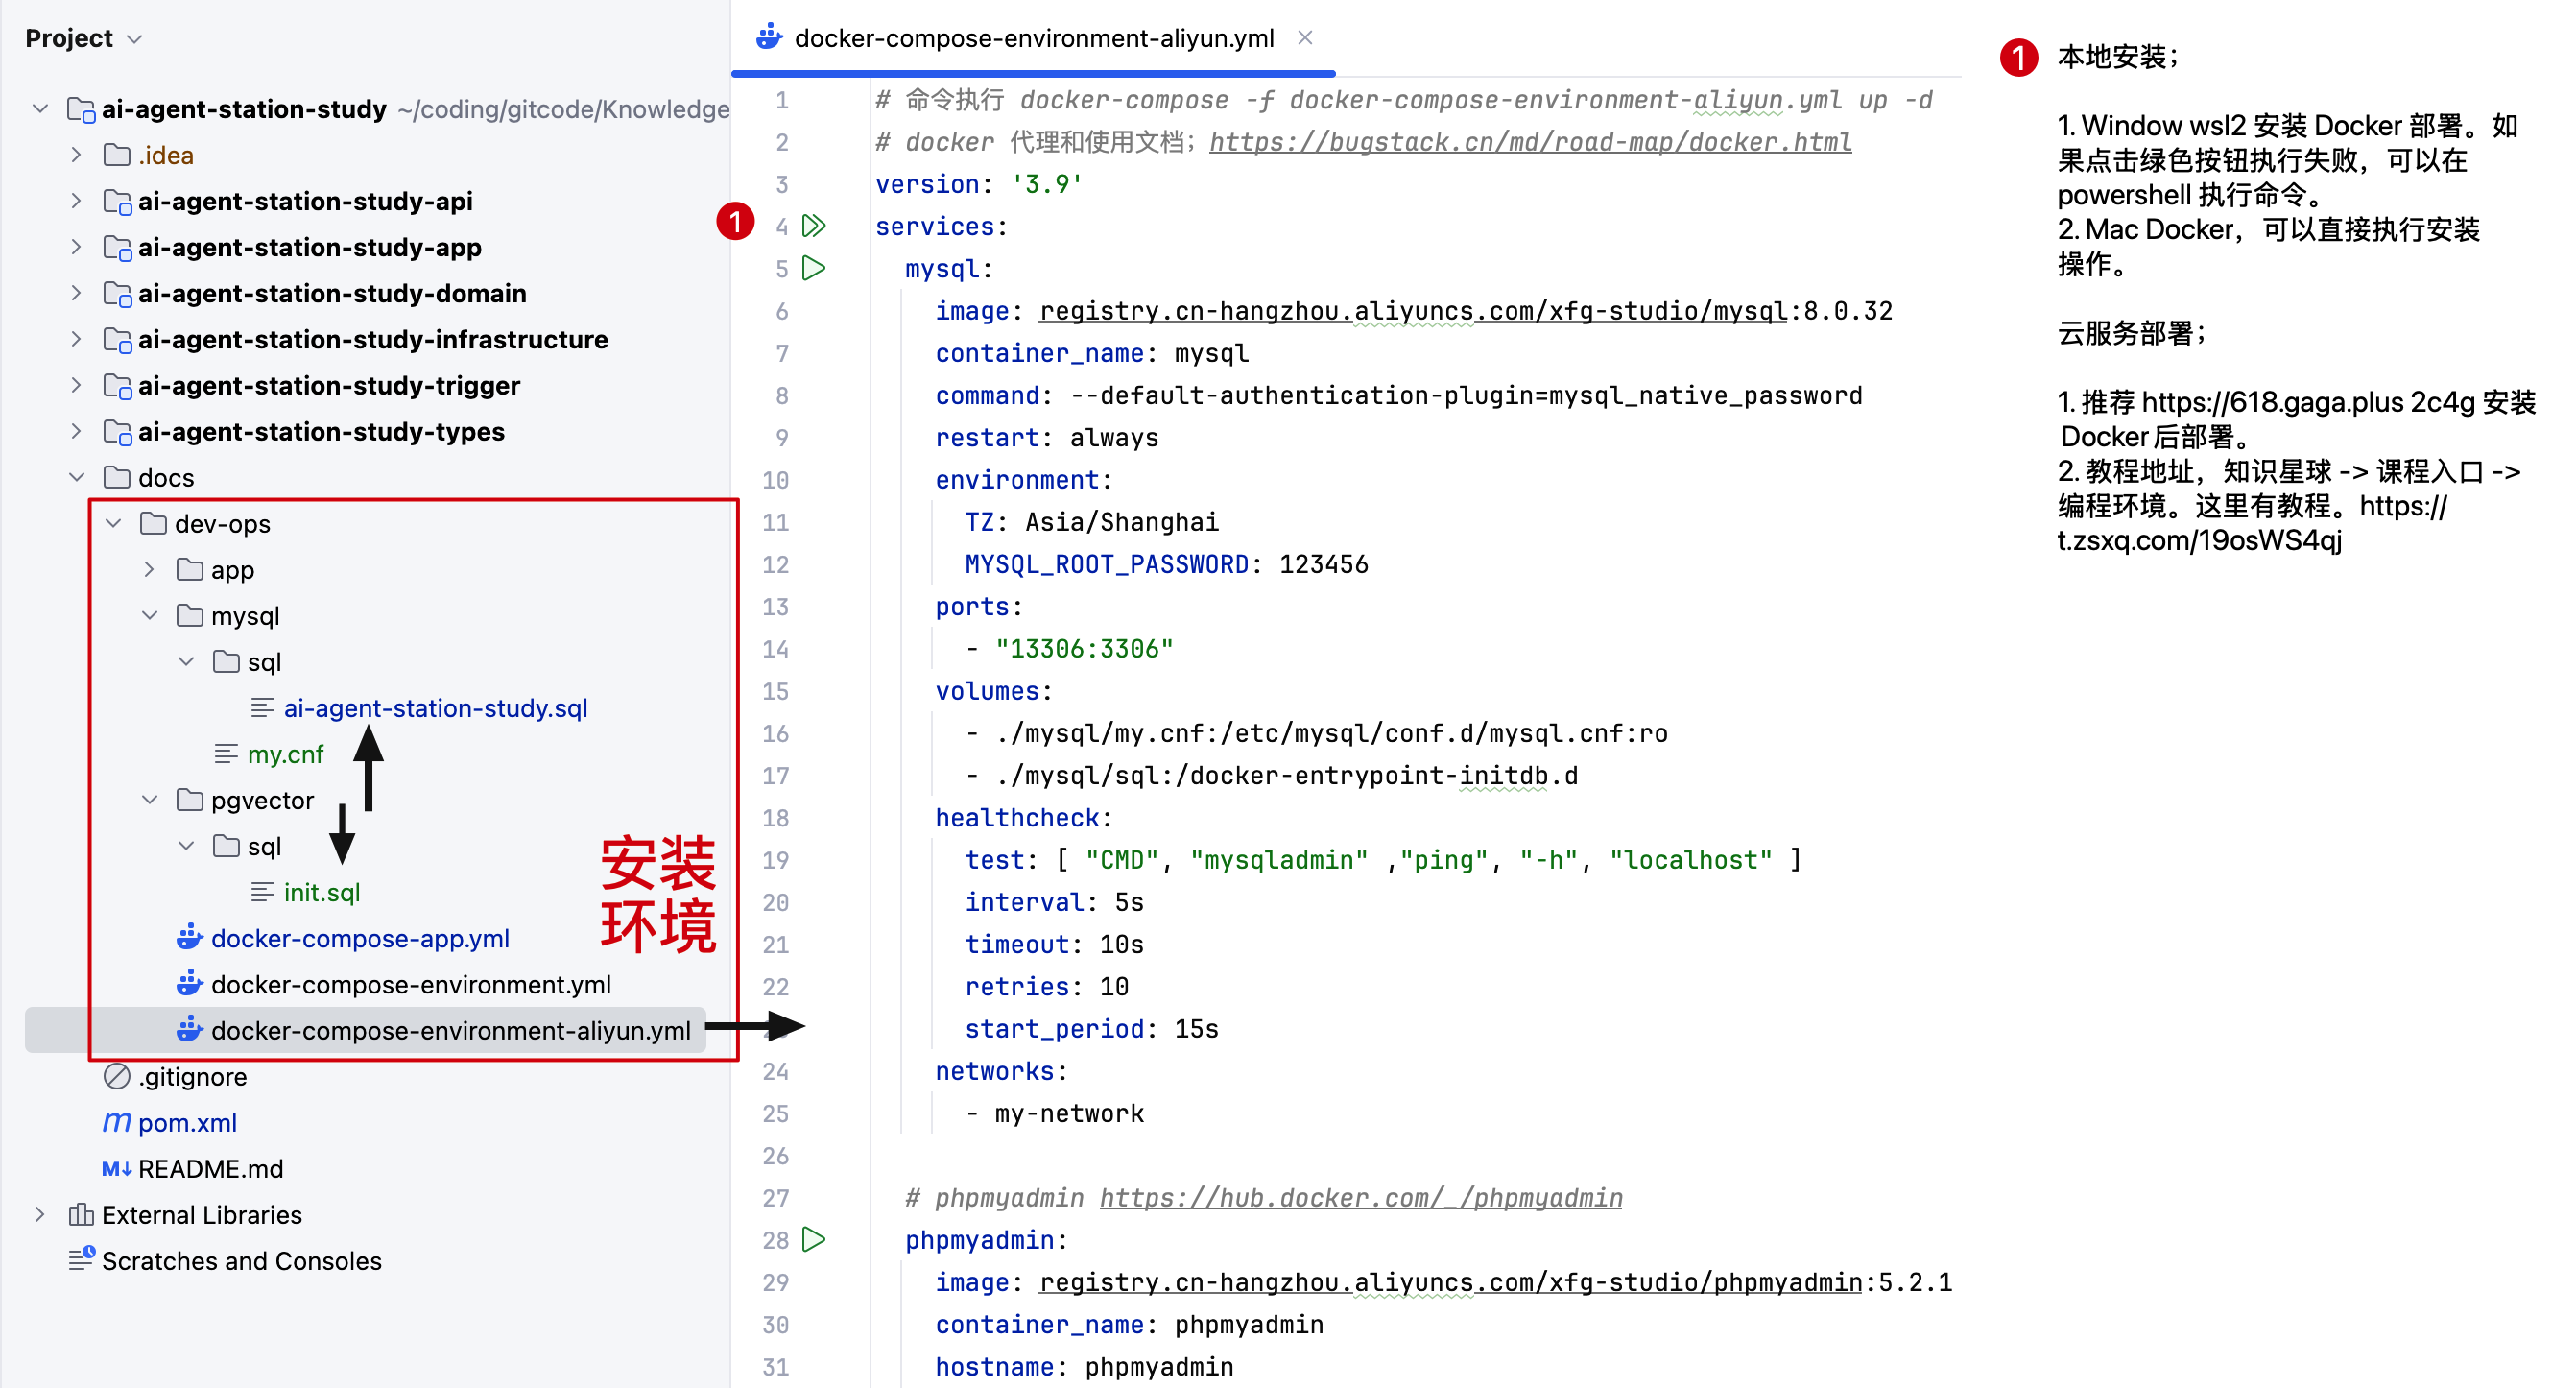 Project
ai-agent-station-study ~/coding/gitcode/Knowledge
.idea
ai-agent-station-study-api
ai-agent-station-study-app
ai-agent-station-study-domain
ai-agent-station-study-infrastructure
ai-agent-station-study-trigger
ai-agent-station-study-types
docs
dev-ops
app
mysql
sql
ai-agent-station-study.sql
my.cnf
pgvector
sql
init.sql
docker-compose-app.yml
docker-compose-environment.yml
docker-compose-environment-aliyun.yml
安装
环境
.gitignore
pom.xml
README.md
External Libraries
Scratches and Consoles
docker-compose-environment-aliyun.yml
1
1 # 命令执行 docker-compose -f docker-compose-environment-aliyun.yml up -d
2 # docker 代理和使用文档；https://bugstack.cn/md/road-map/docker.html
3 version: '3.9'
4 services:
5 mysql:
6 image: registry.cn-hangzhou.aliyuncs.com/xfg-studio/mysql:8.0.32
7 container_name: mysql
8 command: --default-authentication-plugin=mysql_native_password
9 restart: always
10 environment:
11 TZ: Asia/Shanghai
12 MYSQL_ROOT_PASSWORD: 123456
13 ports:
14 - "13306:3306"
15 volumes:
16 - ./mysql/my.cnf:/etc/mysql/conf.d/mysql.cnf:ro
17 - ./mysql/sql:/docker-entrypoint-initdb.d
18 healthcheck:
19 test: [ "CMD", "mysqladmin" ,"ping", "-h", "localhost" ]
20 interval: 5s
21 timeout: 10s
22 retries: 10
start_period: 15s
24 networks:
25 - my-network
26
27 # phpmyadmin https://hub.docker.com/_/phpmyadmin
28 phpmyadmin:
29 image: registry.cn-hangzhou.aliyuncs.com/xfg-studio/phpmyadmin:5.2.1
30 container_name: phpmyadmin
31 hostname: phpmyadmin
1 本地安装；
1. Window wsl2 安装 Docker 部署。如
果点击绿色按钮执行失败，可以在
powershell 执行命令。
2. Mac Docker，可以直接执行安装
操作。
云服务部署；
1. 推荐 https://618.gaga.plus 2c4g 安装
Docker 后部署。
2. 教程地址，知识星球 -> 课程入口 ->
编程环境。这里有教程。https://
t.zsxq.com/19osWS4qj